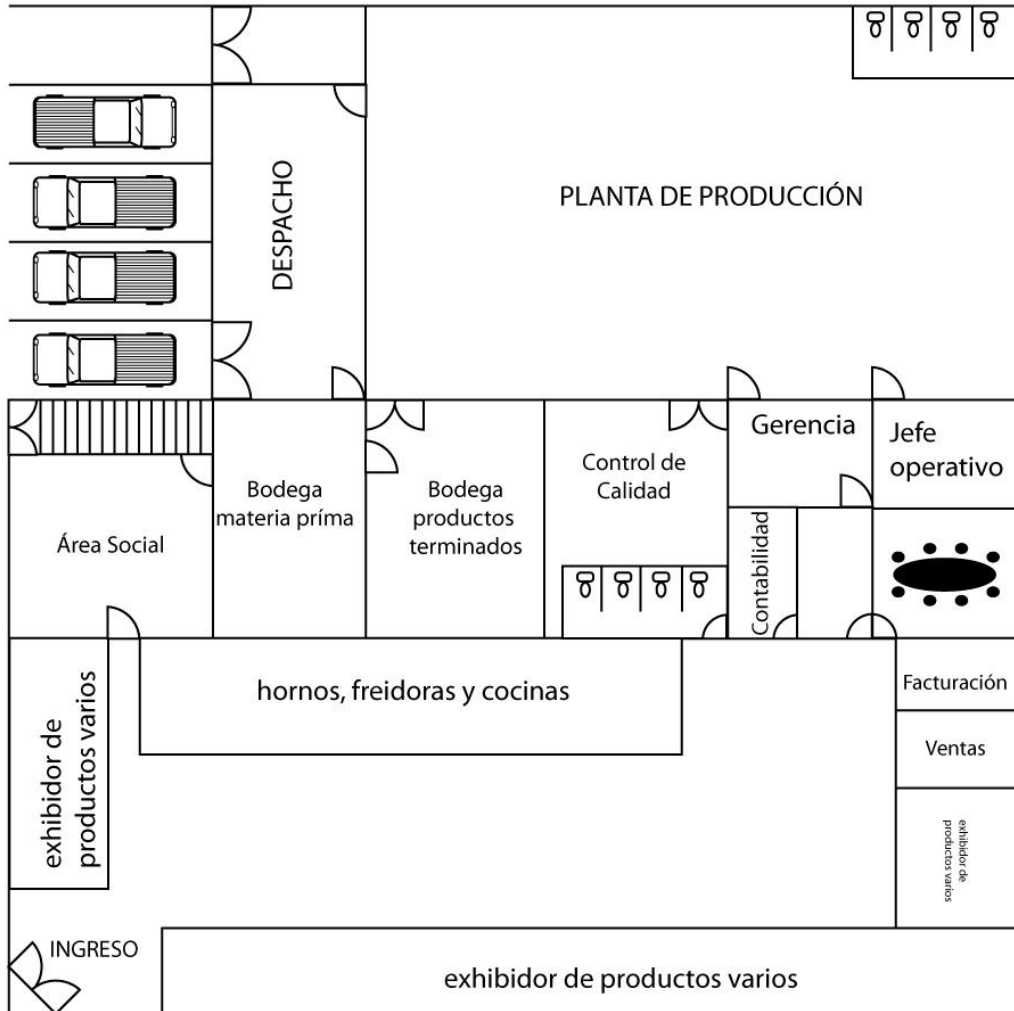 DESPACHO
PLANTA DE PRODUCCIÓN
Área Social
Bodega
materia príma
Bodega
productos
terminados
Control de
Calidad
Gerencia
Jefe
operativo
Contabilidad
exhibidor de
productos varios
hornos, freidoras y cocinas
Facturación
Ventas
exhibidor de
productos varios
INGRESO
exhibidor de productos varios